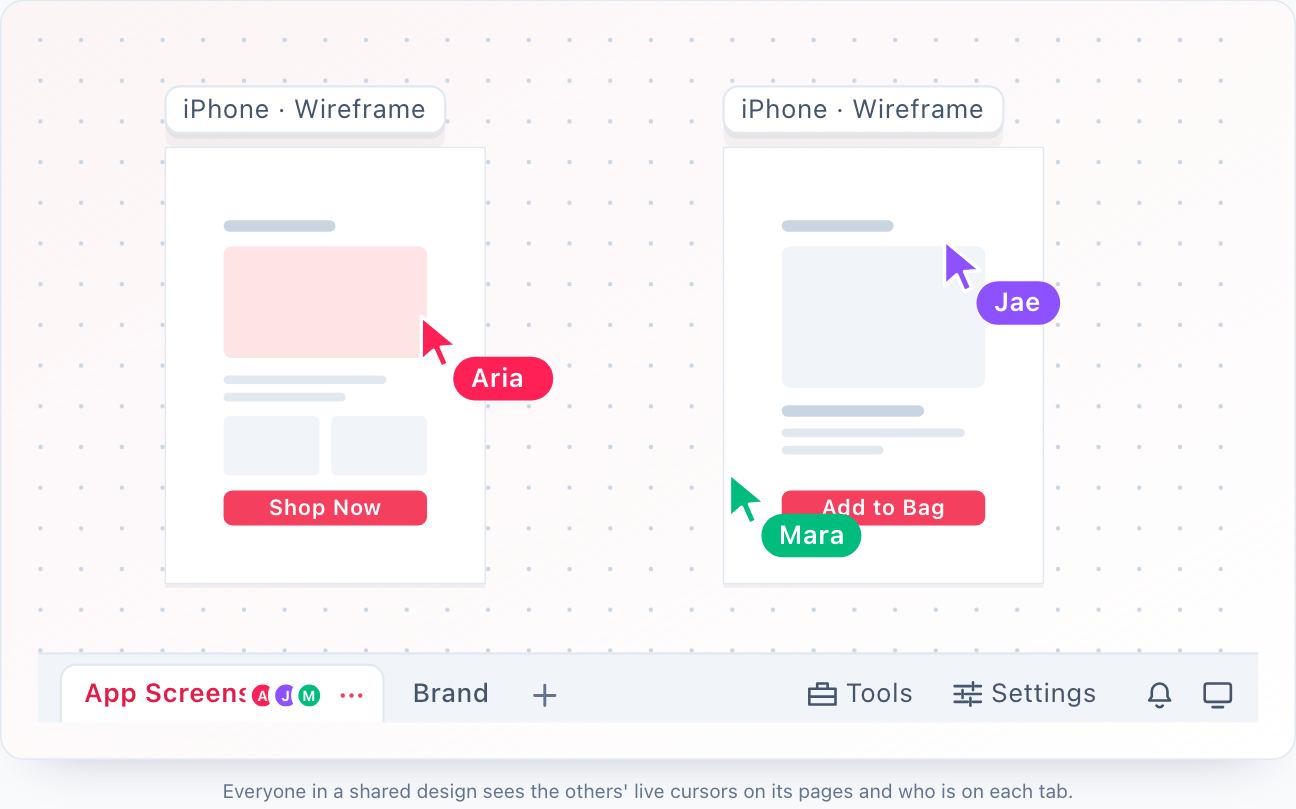 iPhone · Wireframe
iPhone · Wireframe
Jae
Aria
Shop Now
Add to Bag
Mara
App Screens A J M ··· Brand + Tools Settings
Everyone in a shared design sees the others' live cursors on its pages and who is on each tab.